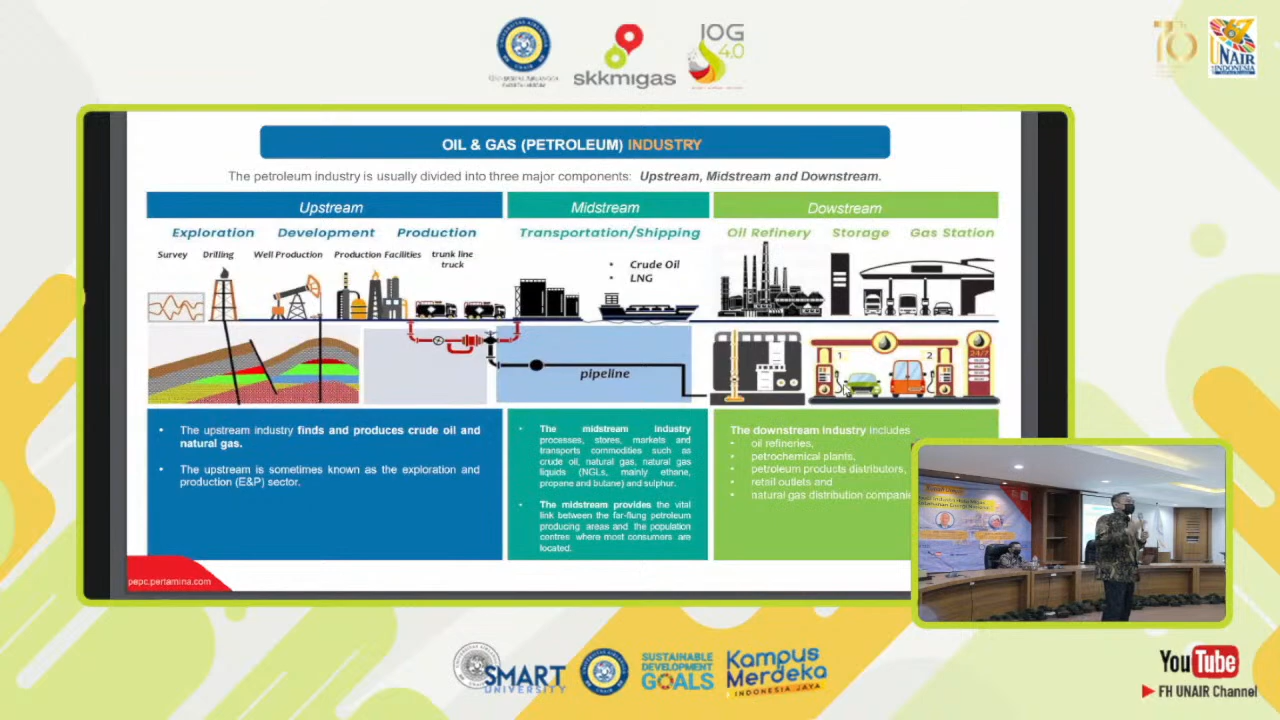 UNIVERSITAS AIRLANGGA
skkmigas
IOG
4.0
UNAIR
INDONESIA
OIL & GAS (PETROLEUM) INDUSTRY
The petroleum industry is usually divided into three major components: Upstream, Midstream and Downstream.
Upstream
Midstream
Dowstream
Exploration Development Production
Transportation/Shipping
Oil Refinery Storage Gas Station
Survey Drilling Well Production Production Facilities trunk line
truck
• Crude Oil
• LNG
pipeline
1
2
24/7
• The upstream industry finds and produces crude oil and
natural gas.
• The upstream is sometimes known as the exploration and
production (E&P) sector.
• The midstream industry
processes, stores, markets and
transports commodities such as
crude oil, natural gas, natural gas
liquids (NGLs, mainly ethane,
propane and butane) and sulphur.
• The midstream provides the vital
link between the far-flung petroleum
producing areas and the population
centres where most consumers are
located.
The downstream industry includes
• oil refineries,
• petrochemical plants,
• petroleum products distributors,
• retail outlets and
• natural gas distribution companie
pepc.pertamina.com
SMART
UNIVERSITY
SUSTAINABLE
DEVELOPMENT
GOALS
Kampus
Merdeka
INDONESIA JAYA
YouTube
FH UNAIR Channel